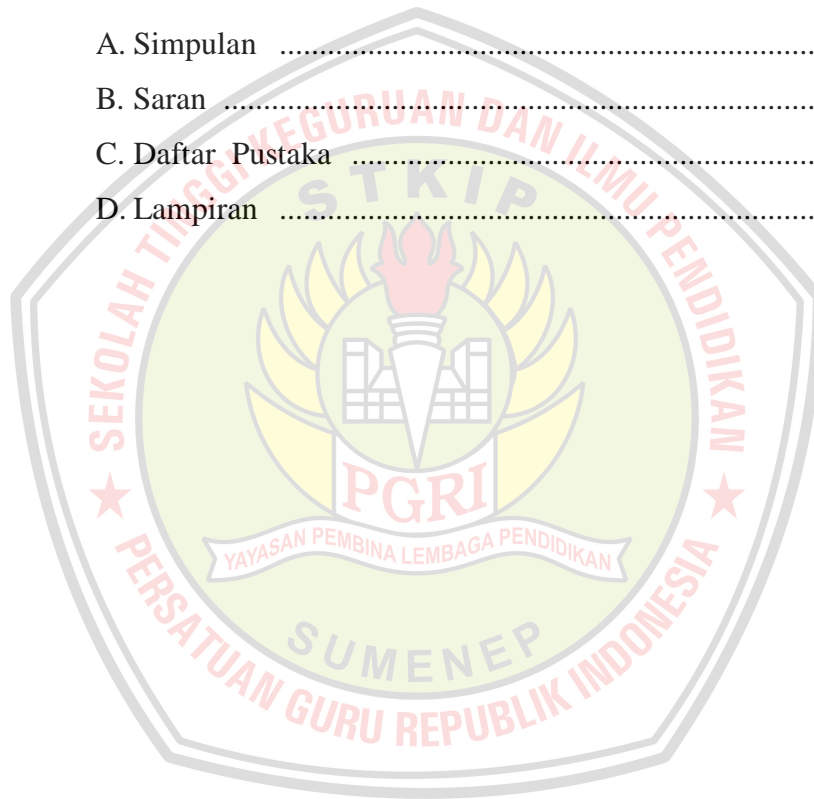 A. Simpulan ....................................................................
B. Saran ...........................................................................
C. Daftar Pustaka ...........................................................
D. Lampiran ....................................................................
SEKOLAH TINGGI KEGURUAN DAN ILMU PENDIDIKAN
STKIP
PGRI
YAYASAN PEMBINA LEMBAGA PENDIDIKAN
SUMENEP
★ PERSATUAN GURU REPUBLIK INDONESIA ★